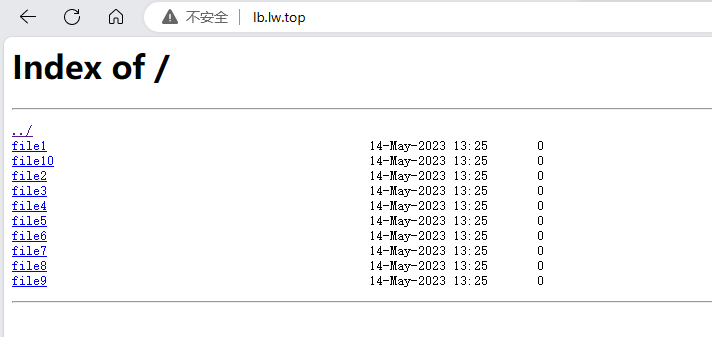 不安全 | lb.lw.top
Index of /
../
file1 14-May-2023 13:25 0
file10 14-May-2023 13:25 0
file2 14-May-2023 13:25 0
file3 14-May-2023 13:25 0
file4 14-May-2023 13:25 0
file5 14-May-2023 13:25 0
file6 14-May-2023 13:25 0
file7 14-May-2023 13:25 0
file8 14-May-2023 13:25 0
file9 14-May-2023 13:25 0